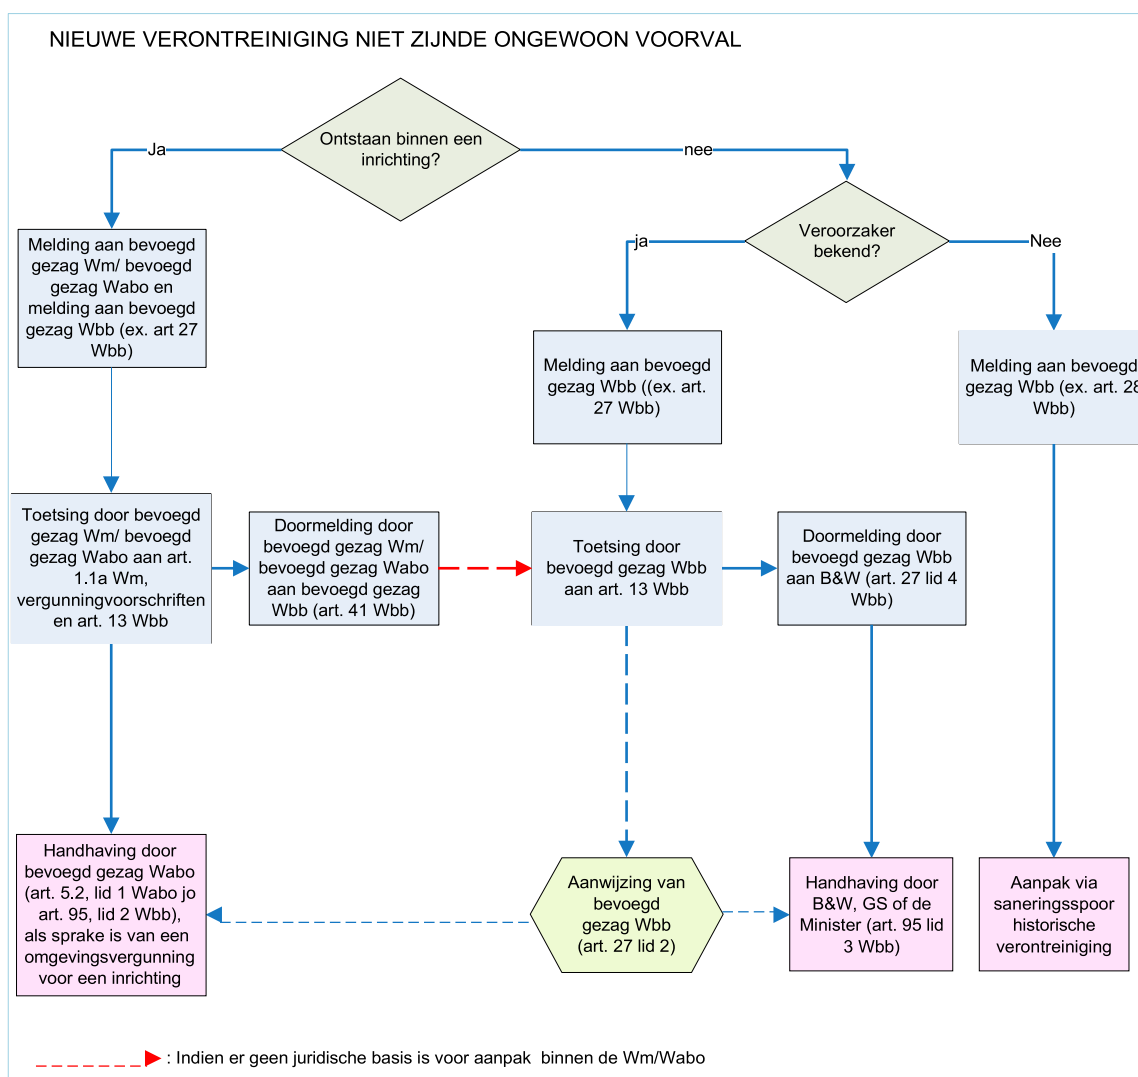 NIEUWE VERONTREINIGING NIET ZIJNDE ONGEWOON VOORVAL
Ontstaan binnen een
inrichting?
Ja
nee
Veroorzaker
bekend?
ja
Nee
Melding aan bevoegd
gezag Wm/ bevoegd
gezag Wabo en
melding aan bevoegd
gezag Wbb (ex. art 27
Wbb)
Melding aan bevoegd
gezag Wbb ((ex. art.
27 Wbb)
Melding aan bevoegd
gezag Wbb (ex. art. 28
Wbb)
Toetsing door bevoegd
gezag Wm/ bevoegd
gezag Wabo aan art.
1.1a Wm,
vergunningvoorschriften
en art. 13 Wbb
Doormelding door
bevoegd gezag Wm/
bevoegd gezag Wabo
aan bevoegd gezag
Wbb (art. 41 Wbb)
Toetsing door
bevoegd gezag Wbb
aan art. 13 Wbb
Doormelding door
bevoegd gezag Wbb
aan B&W (art. 27 lid 4
Wbb)
Handhaving door
bevoegd gezag Wabo
(art. 5.2, lid 1 Wabo jo
art. 95, lid 2 Wbb),
als sprake is van een
omgevingsvergunning
voor een inrichting
Aanwijzing van
bevoegd
gezag Wbb
(art. 27 lid 2)
Handhaving door
B&W, GS of de
Minister (art. 95 lid
3 Wbb)
Aanpak via
saneringsspoor
historische
verontreiniging
: Indien er geen juridische basis is voor aanpak binnen de Wm/Wabo